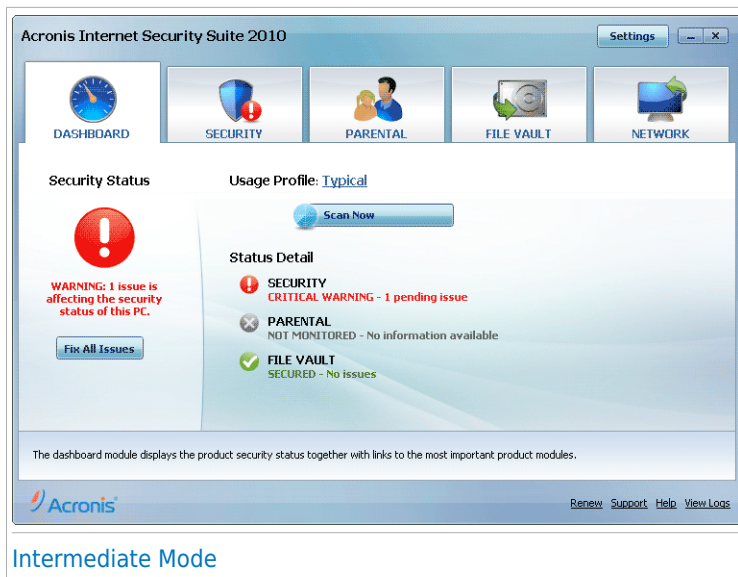 Acronis Internet Security Suite 2010
Settings
DASHBOARD
SECURITY
PARENTAL
FILE VAULT
NETWORK
Security Status
Usage Profile: Typical
Scan Now
WARNING: 1 issue is
affecting the security
status of this PC.
Fix All Issues
Status Detail
SECURITY
CRITICAL WARNING - 1 pending issue
PARENTAL
NOT MONITORED - No information available
FILE VAULT
SECURED - No issues
The dashboard module displays the product security status together with links to the most important product modules.
Acronis
Renew Support Help View Logs
Intermediate Mode